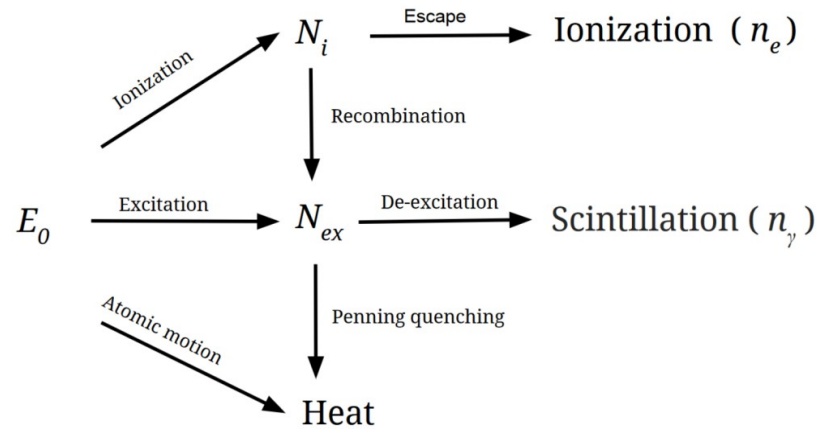 Escape
N_i
Ionization ( n_e )
Ionization
Recombination
Excitation
De-excitation
E_0
N_ex
Scintillation ( n_γ )
Atomic motion
Penning quenching
Heat